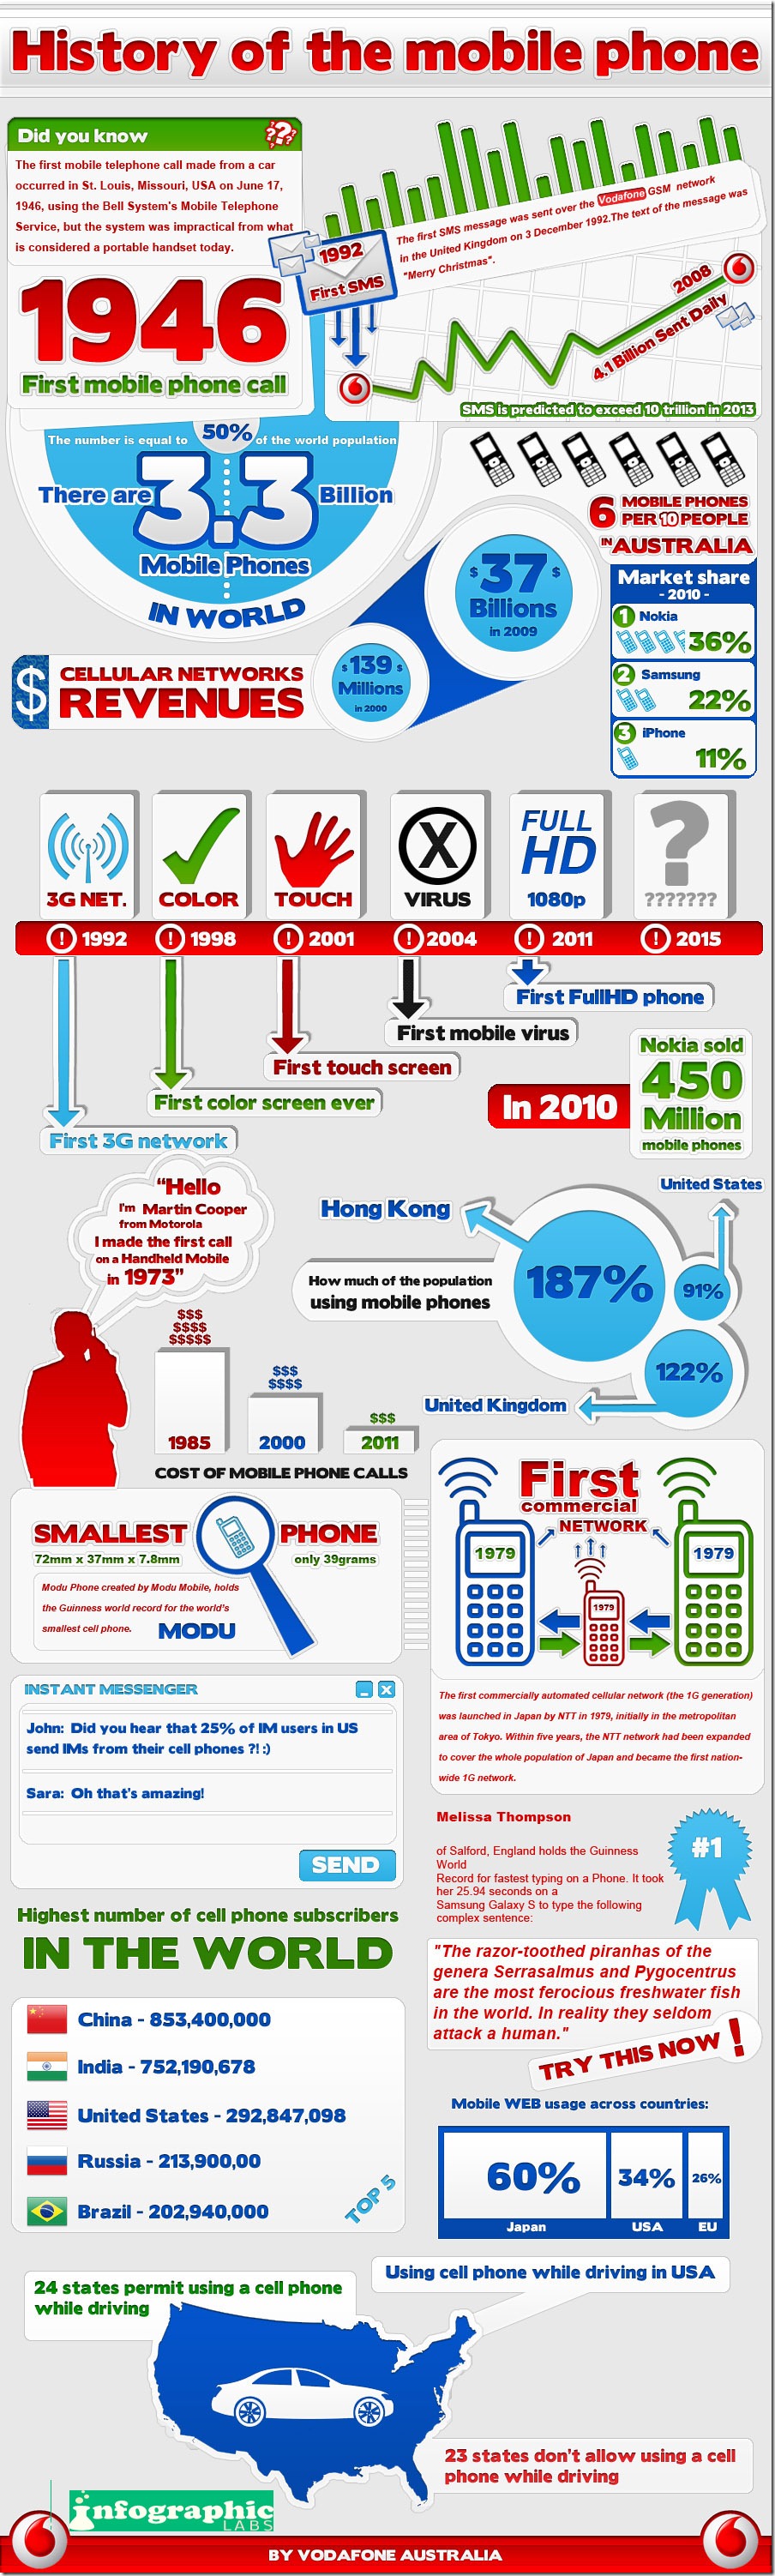 History of the mobile phone
Did you know
???
The first mobile telephone call made from a car
occurred in St. Louis, Missouri, USA on June 17,
1946, using the Bell System's Mobile Telephone
Service, but the system was impractical from what
is considered a portable handset today.
1946
First mobile phone call
1992
First SMS
The first SMS message was sent over the Vodafone GSM network
in the United Kingdom on 3 December 1992.The text of the message was
"Merry Christmas".
2008
4.1 Billion Sent Daily
SMS is predicted to exceed 10 trillion in 2013
The number is equal to 50% of the world population
There are 3.3 Billion
Mobile Phones
IN WORLD
6 MOBILE PHONES
PER 10 PEOPLE
IN AUSTRALIA
Market share
- 2010 -
1 Nokia
36%
2 Samsung
22%
3 iPhone
11%
$ 37 $
Billions
in 2009
$ 139 $
Millions
in 2000
$ CELLULAR NETWORKS
REVENUES
3G NET.
COLOR
TOUCH
X
VIRUS
FULL
HD
1080p
?
???????
! 1992
! 1998
! 2001
! 2004
! 2011
! 2015
First FullHD phone
First mobile virus
First touch screen
First color screen ever
First 3G network
In 2010
Nokia sold
450
Million
mobile phones
"Hello
I'm Martin Cooper
from Motorola
I made the first call
on a Handheld Mobile
in 1973"
Hong Kong
United States
How much of the population
using mobile phones
187%
91%
122%
United Kingdom
$$$
$$$$
$$$$$
1985
$$$
$$$$
2000
$$$
2011
COST OF MOBILE PHONE CALLS
SMALLEST PHONE
72mm x 37mm x 7.8mm
only 39grams
Modu Phone created by Modu Mobile, holds
the Guinness world record for the world's
smallest cell phone.
MODU
First
commercial
NETWORK
1979
1979
1979
The first commercially automated cellular network (the 1G generation)
was launched in Japan by NTT in 1979, initially in the metropolitan
area of Tokyo. Within five years, the NTT network had been expanded
to cover the whole population of Japan and became the first nation-
wide 1G network.
INSTANT MESSENGER
John: Did you hear that 25% of IM users in US
send IMs from their cell phones ?! :)
Sara: Oh that's amazing!
SEND
Melissa Thompson
of Salford, England holds the Guinness
World
Record for fastest typing on a Phone. It took
her 25.94 seconds on a
Samsung Galaxy S to type the following
complex sentence:
#1
"The razor-toothed piranhas of the
genera Serrasalmus and Pygocentrus
are the most ferocious freshwater fish
in the world. In reality they seldom
attack a human."
TRY THIS NOW !
Highest number of cell phone subscribers
IN THE WORLD
China - 853,400,000
India - 752,190,678
United States - 292,847,098
Russia - 213,900,00
Brazil - 202,940,000
TOP 5
Mobile WEB usage across countries:
60%
34%
26%
Japan
USA
EU
Using cell phone while driving in USA
24 states permit using a cell phone
while driving
23 states don't allow using a cell
phone while driving
infographic
LABS
BY VODAFONE AUSTRALIA